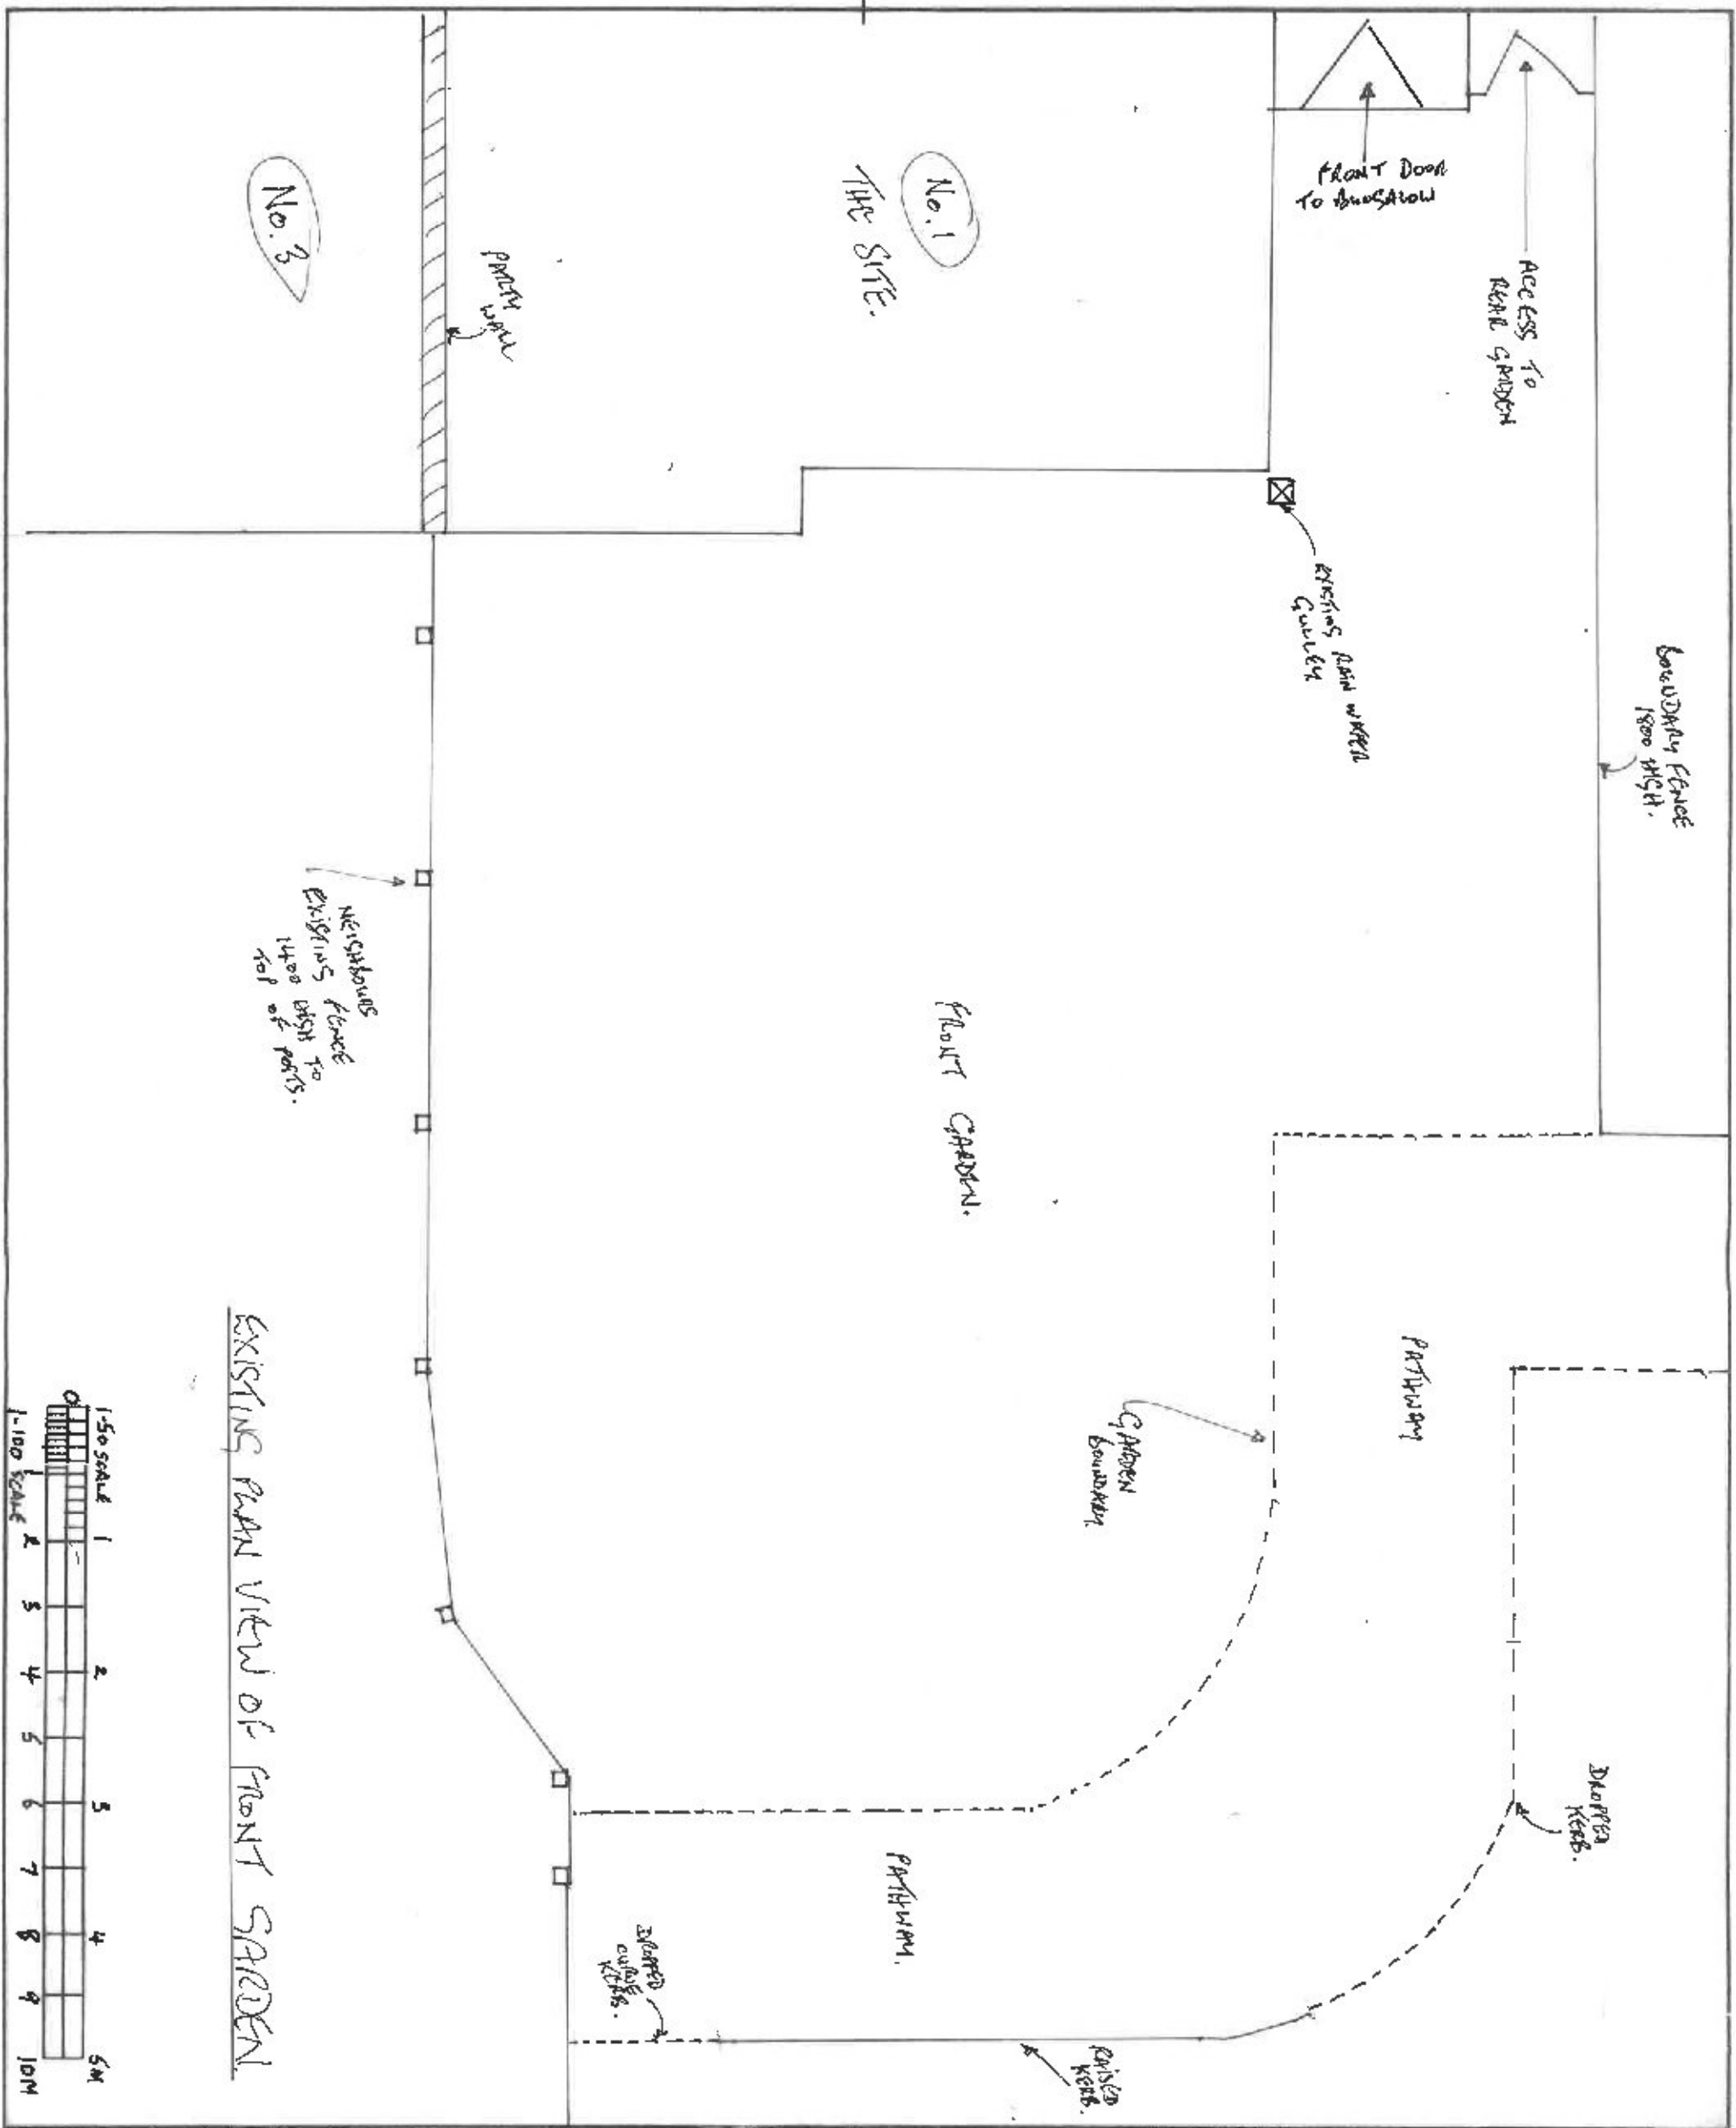 BOUNDARY FENCE
1800 HIGH.
ACCESS TO
REAR GARDEN
FRONT DOOR
TO BUNGALOW
EXISTING RAIN WATER
GULLEY
No.1
THE SITE.
PARTY
WALL
No.3
NEIGHBOURS
EXISTING FENCE
1400 HIGH TO
TOP OF POSTS.
FRONT GARDEN.
GARDEN
BOUNDARY.
PATHWAY
DROPPED
KERB.
PATHWAY.
DROPPED
KERB.
RAISED
KERB.
EXISTING PLAN VIEW OF FRONT GARDEN
1-50 SCALE 1 2 3 4 5M
0
1-100 SCALE 1 2 3 4 5 6 7 8 9 10M